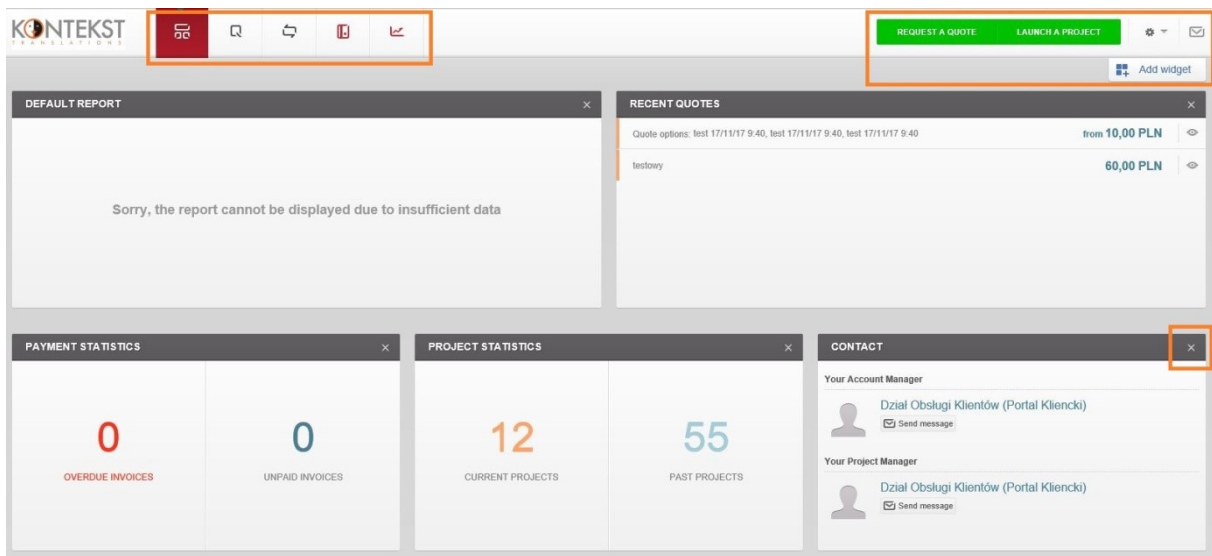 KONTEKST
TRANSLATIONS
REQUEST A QUOTE LAUNCH A PROJECT
Add widget
DEFAULT REPORT
Sorry, the report cannot be displayed due to insufficient data
RECENT QUOTES
Quote options: test 17/11/17 9:40, test 17/11/17 9:40, test 17/11/17 9:40 from 10,00 PLN
testowy 60,00 PLN
PAYMENT STATISTICS
0 0
OVERDUE INVOICES UNPAID INVOICES
PROJECT STATISTICS
12 55
CURRENT PROJECTS PAST PROJECTS
CONTACT
Your Account Manager
Dział Obsługi Klientów (Portal Kliencki)
Send message
Your Project Manager
Dział Obsługi Klientów (Portal Kliencki)
Send message